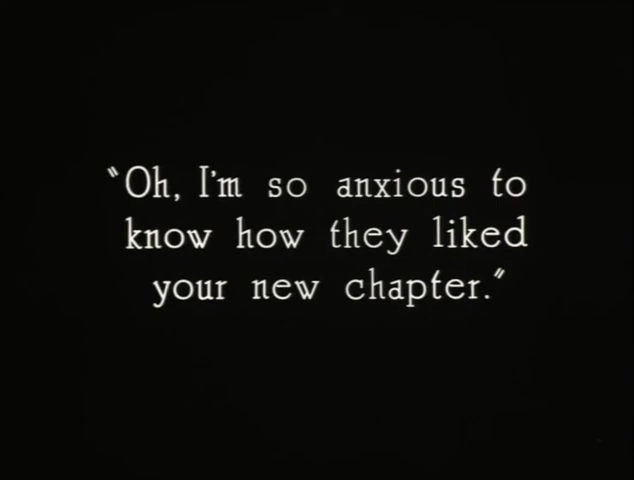 "Oh, I'm so anxious to
know how they liked
your new chapter."